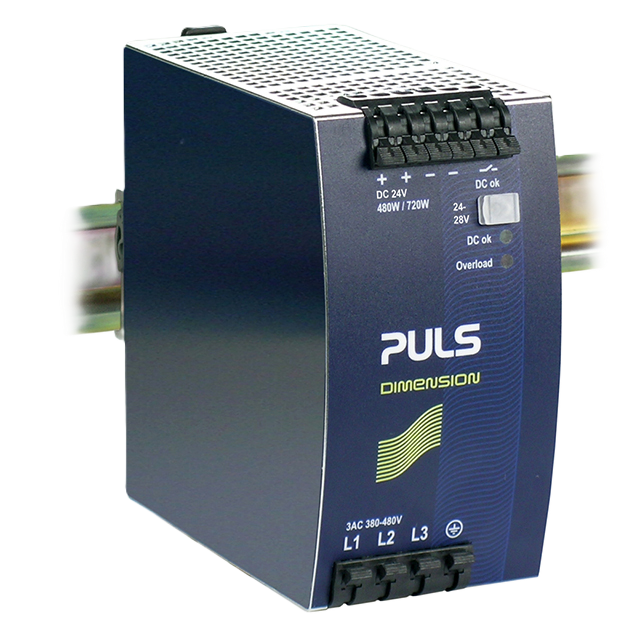 + + − −
DC ok
DC 24V
480W / 720W
24-
28V
DC ok
Overload
PULS
DIMENSION
3AC 380-480V
L1 L2 L3